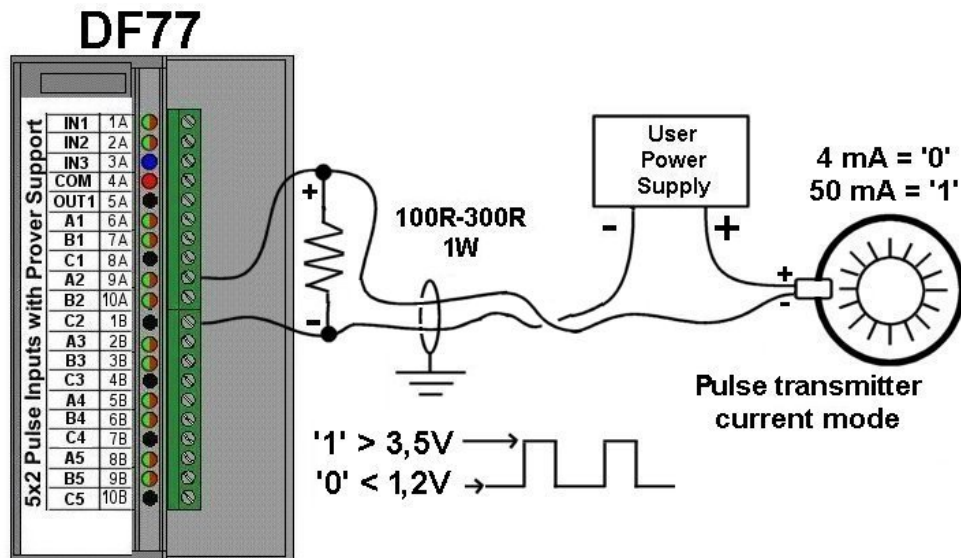 DF77
5x2 Pulse Inputs with Prover Support
IN1 1A
IN2 2A
IN3 3A
COM 4A
OUT1 5A
A1 6A
B1 7A
C1 8A
A2 9A
B2 10A
C2 1B
A3 2B
B3 3B
C3 4B
A4 5B
B4 6B
C4 7B
A5 8B
B5 9B
C5 10B
+
-
100R-300R
1W
User
Power
Supply
- +
4 mA = '0'
50 mA = '1'
+
-
Pulse transmitter
current mode
'1' > 3,5V
'0' < 1,2V